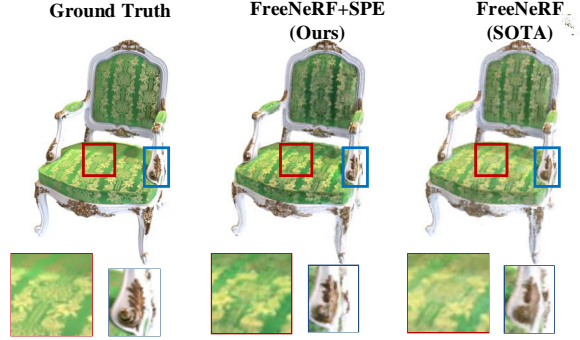 Ground Truth
FreeNeRF+SPE
(Ours)
FreeNeRF
(SOTA)